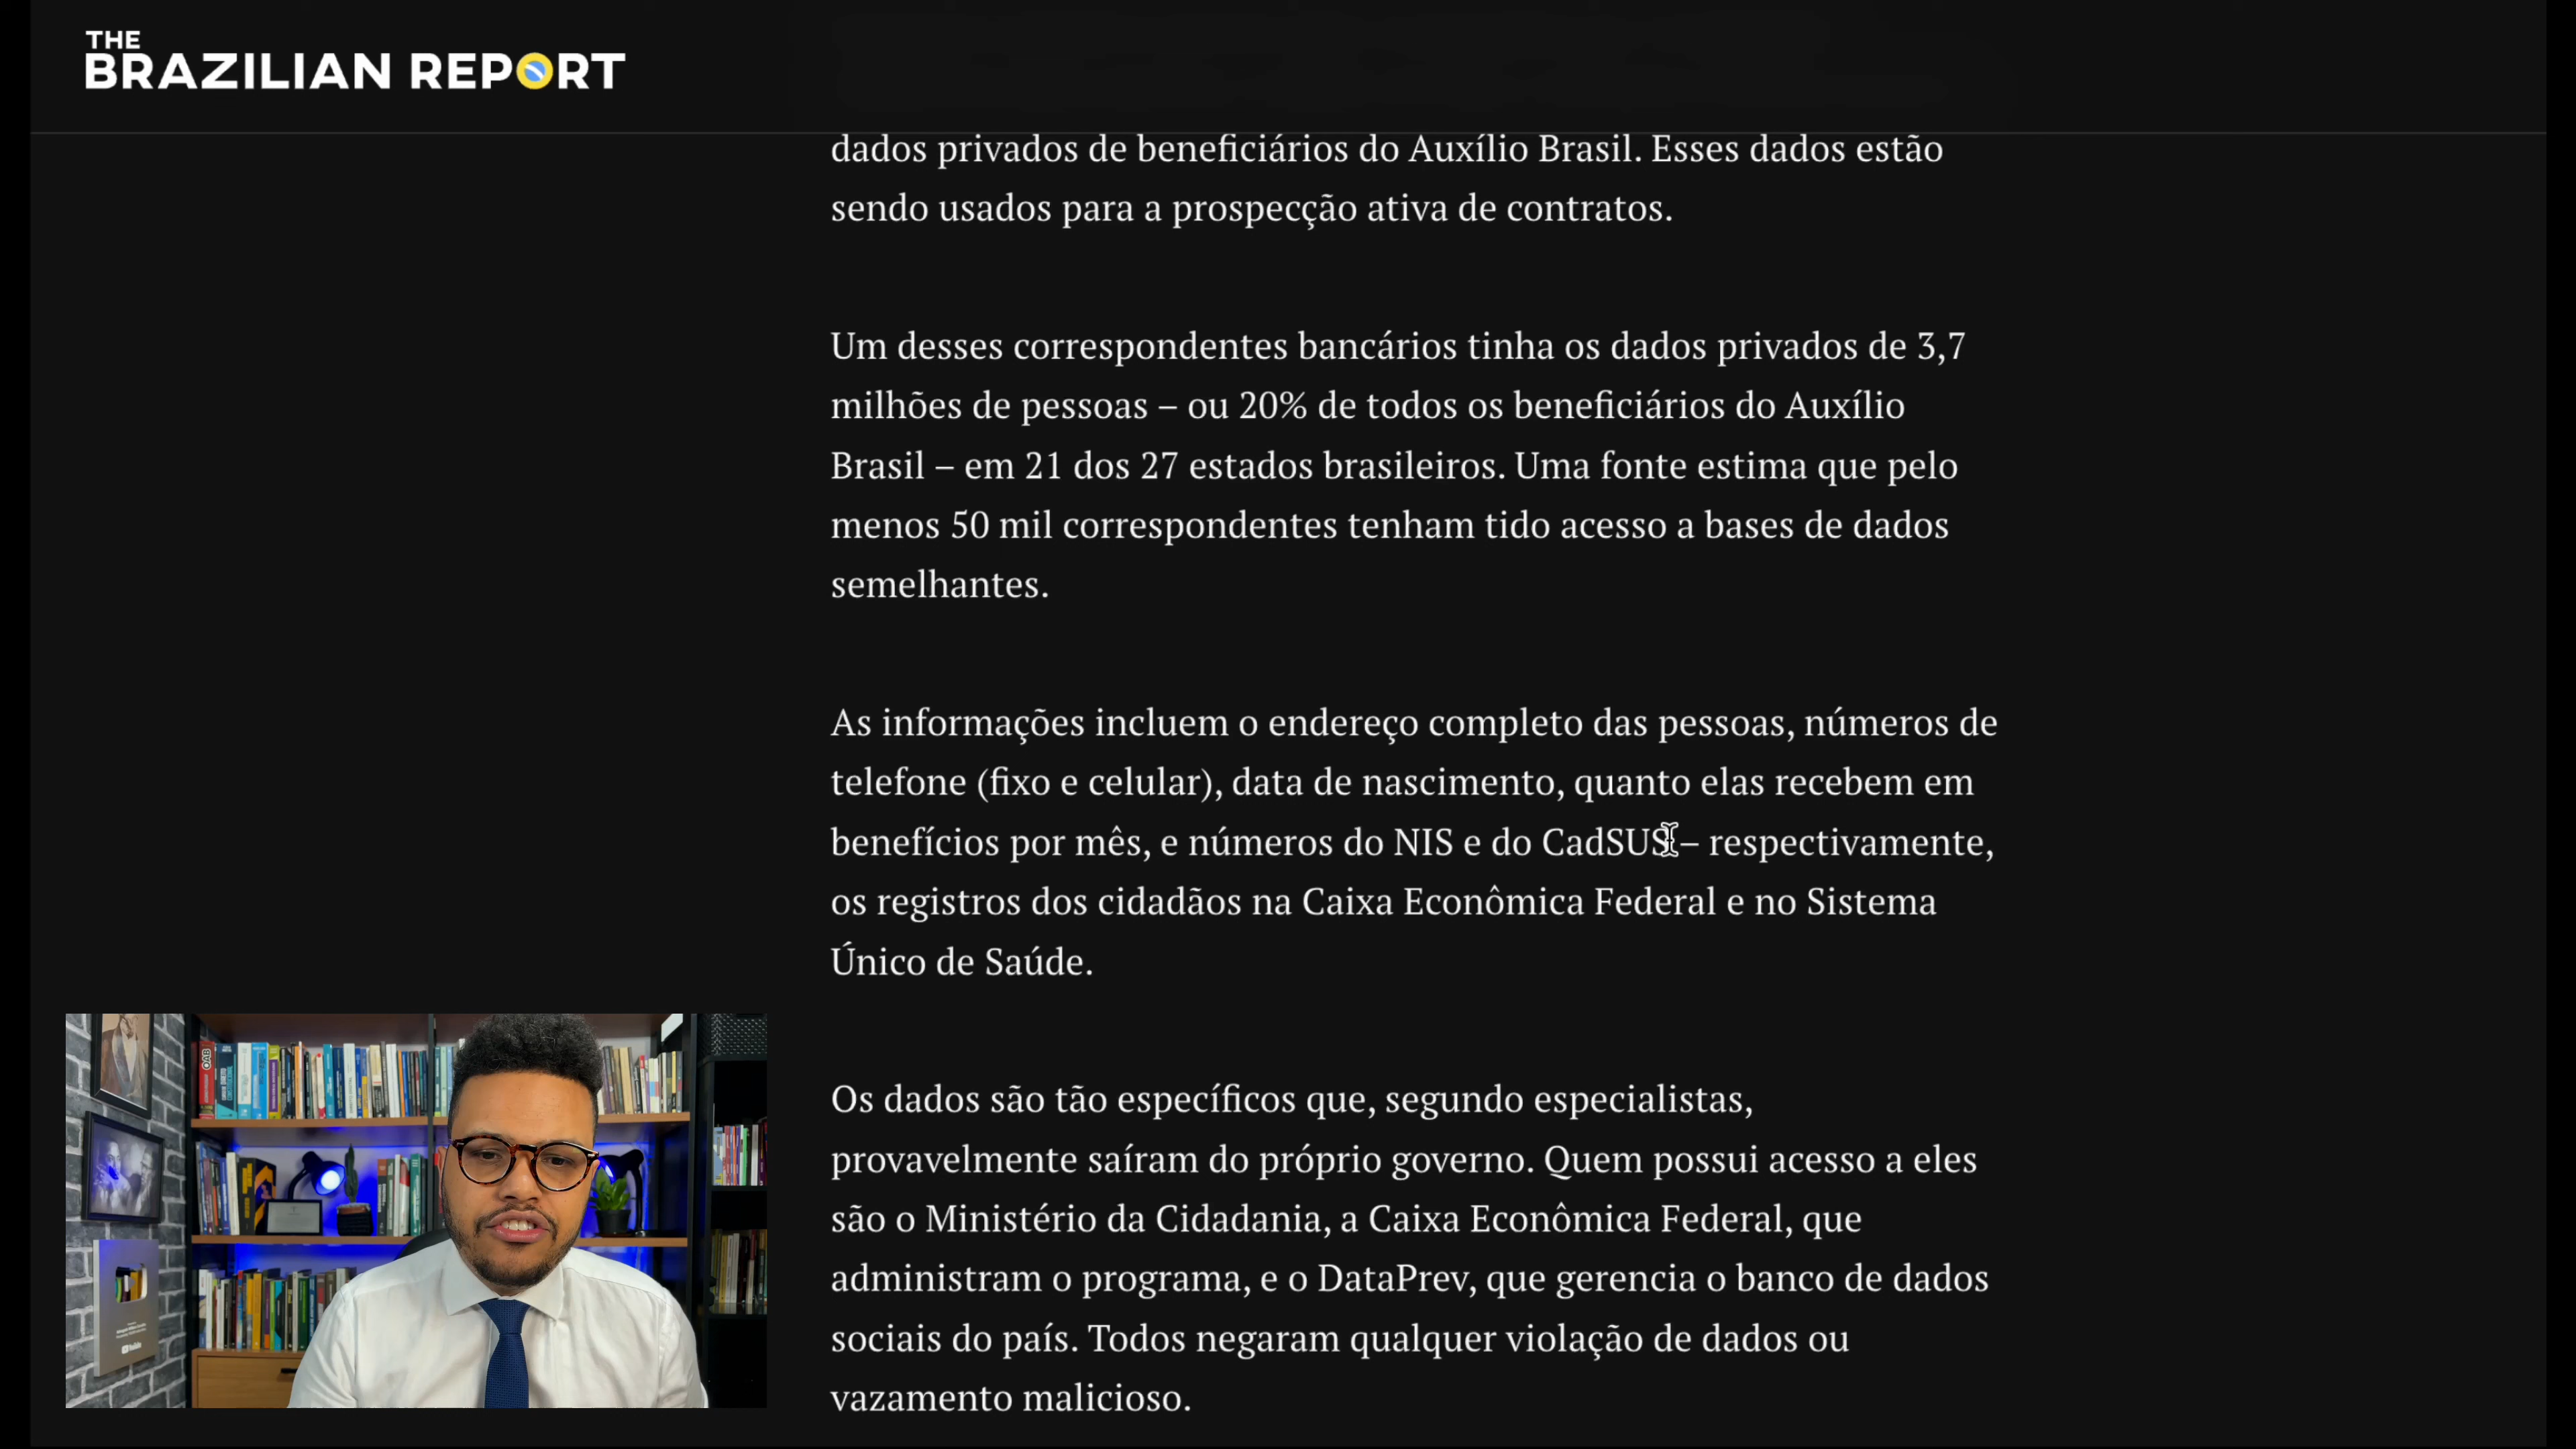 THE
BRAZILIAN REPORT
dados privados de beneficiários do Auxílio Brasil. Esses dados estão
sendo usados para a prospecção ativa de contratos.
Um desses correspondentes bancários tinha os dados privados de 3,7
milhões de pessoas – ou 20% de todos os beneficiários do Auxílio
Brasil – em 21 dos 27 estados brasileiros. Uma fonte estima que pelo
menos 50 mil correspondentes tenham tido acesso a bases de dados
semelhantes.
As informações incluem o endereço completo das pessoas, números de
telefone (fixo e celular), data de nascimento, quanto elas recebem em
benefícios por mês, e números do NIS e do CadSUS – respectivamente,
os registros dos cidadãos na Caixa Econômica Federal e no Sistema
Único de Saúde.
Os dados são tão específicos que, segundo especialistas,
provavelmente saíram do próprio governo. Quem possui acesso a eles
são o Ministério da Cidadania, a Caixa Econômica Federal, que
administram o programa, e o DataPrev, que gerencia o banco de dados
sociais do país. Todos negaram qualquer violação de dados ou
vazamento malicioso.
OAB
YouTube